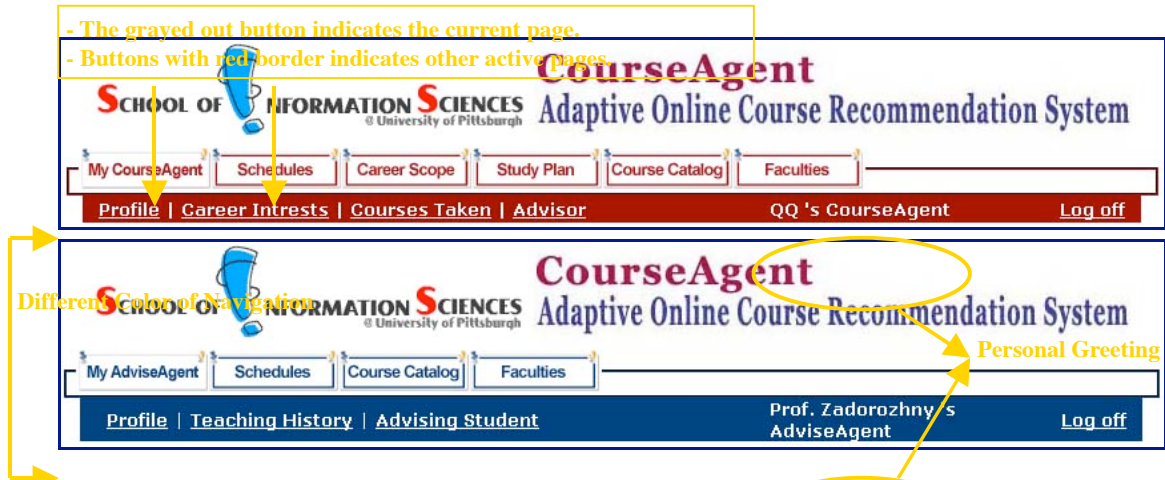 - The grayed out button indicates the current page.
- Buttons with red border indicates other active pages.
CourseAgent
SCHOOL OF NFORMATION SCIENCES
@ University of Pittsburgh
Adaptive Online Course Recommendation System
My CourseAgent Schedules Career Scope Study Plan Course Catalog Faculties
Profile | Career Intrests | Courses Taken | Advisor QQ 's CourseAgent Log off
CourseAgent
Different Color of Navigation
SCHOOL OF NFORMATION SCIENCES
@ University of Pittsburgh
Adaptive Online Course Recommendation System
Personal Greeting
My AdviseAgent Schedules Course Catalog Faculties
Profile | Teaching History | Advising Student Prof. Zadorozhny 's
AdviseAgent Log off